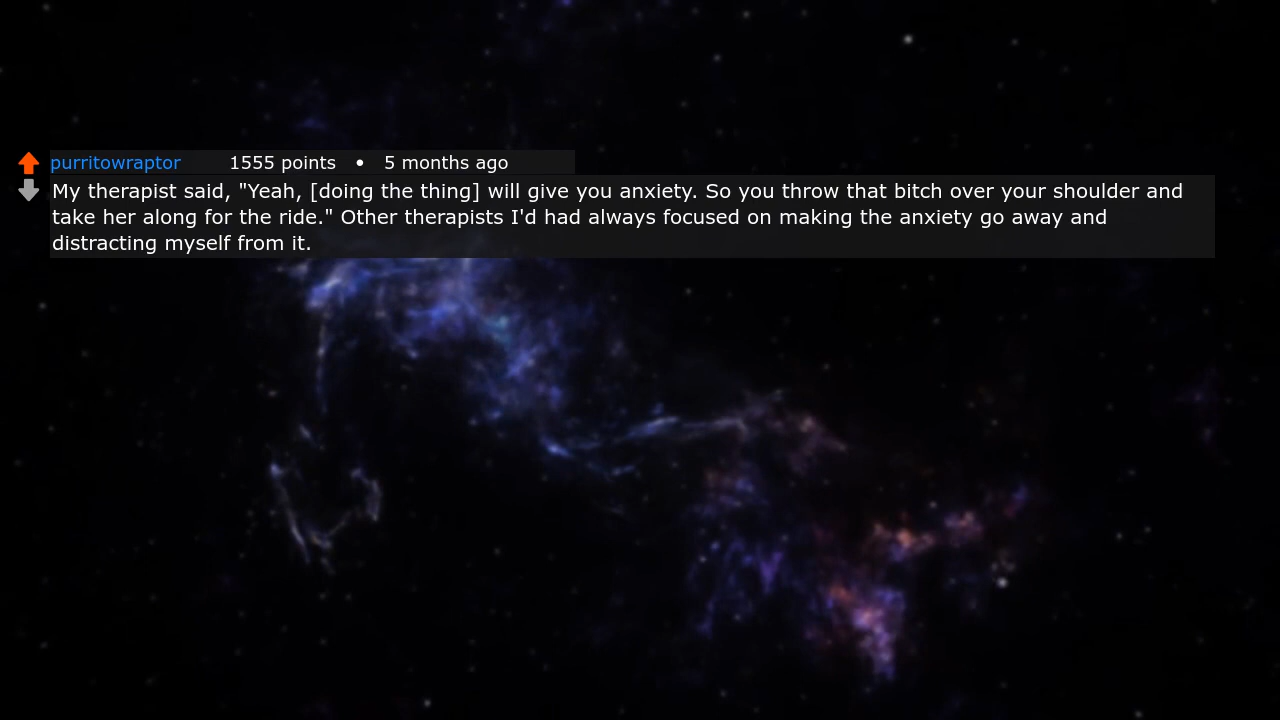 purritowraptor 1555 points • 5 months ago
My therapist said, "Yeah, [doing the thing] will give you anxiety. So you throw that bitch over your shoulder and
take her along for the ride." Other therapists I'd had always focused on making the anxiety go away and
distracting myself from it.